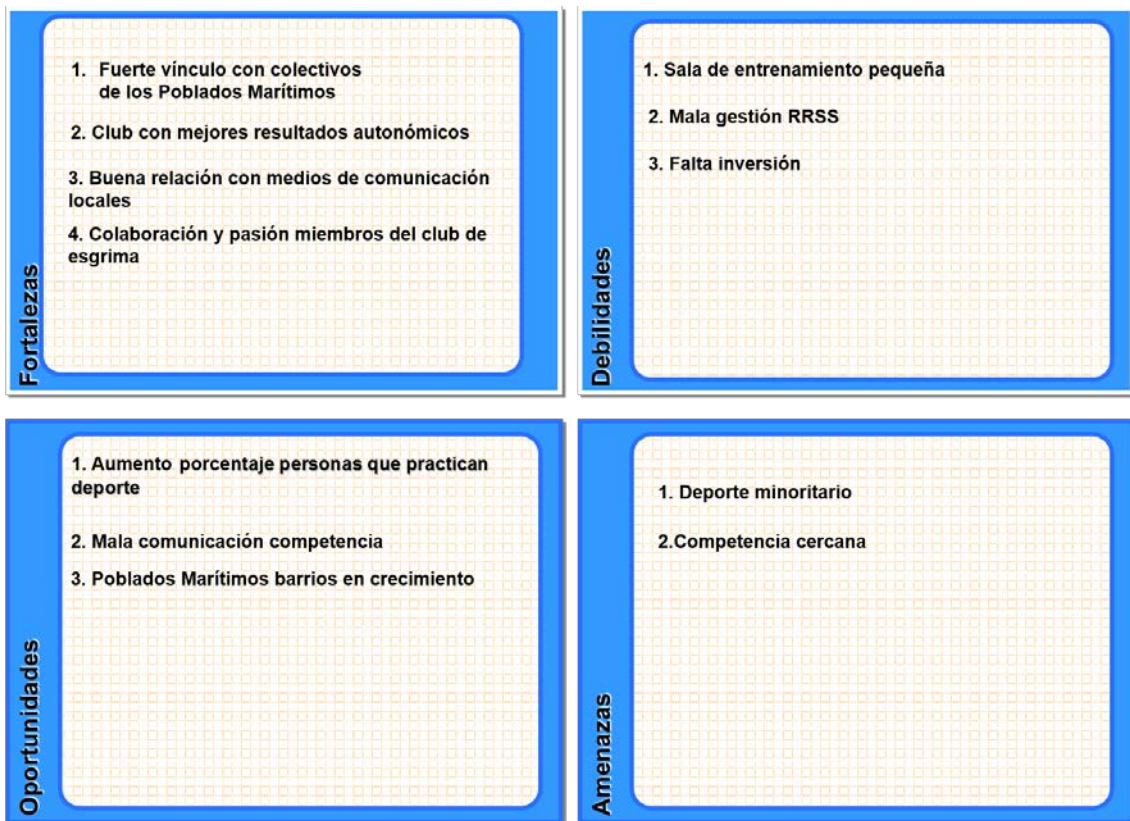 Fortalezas
1. Fuerte vínculo con colectivos
de los Poblados Marítimos
2. Club con mejores resultados autonómicos
3. Buena relación con medios de comunicación
locales
4. Colaboración y pasión miembros del club de
esgrima
Debilidades
1. Sala de entrenamiento pequeña
2. Mala gestión RRSS
3. Falta inversión
Oportunidades
1. Aumento porcentaje personas que practican
deporte
2. Mala comunicación competencia
3. Poblados Marítimos barrios en crecimiento
Amenazas
1. Deporte minoritario
2.Competencia cercana